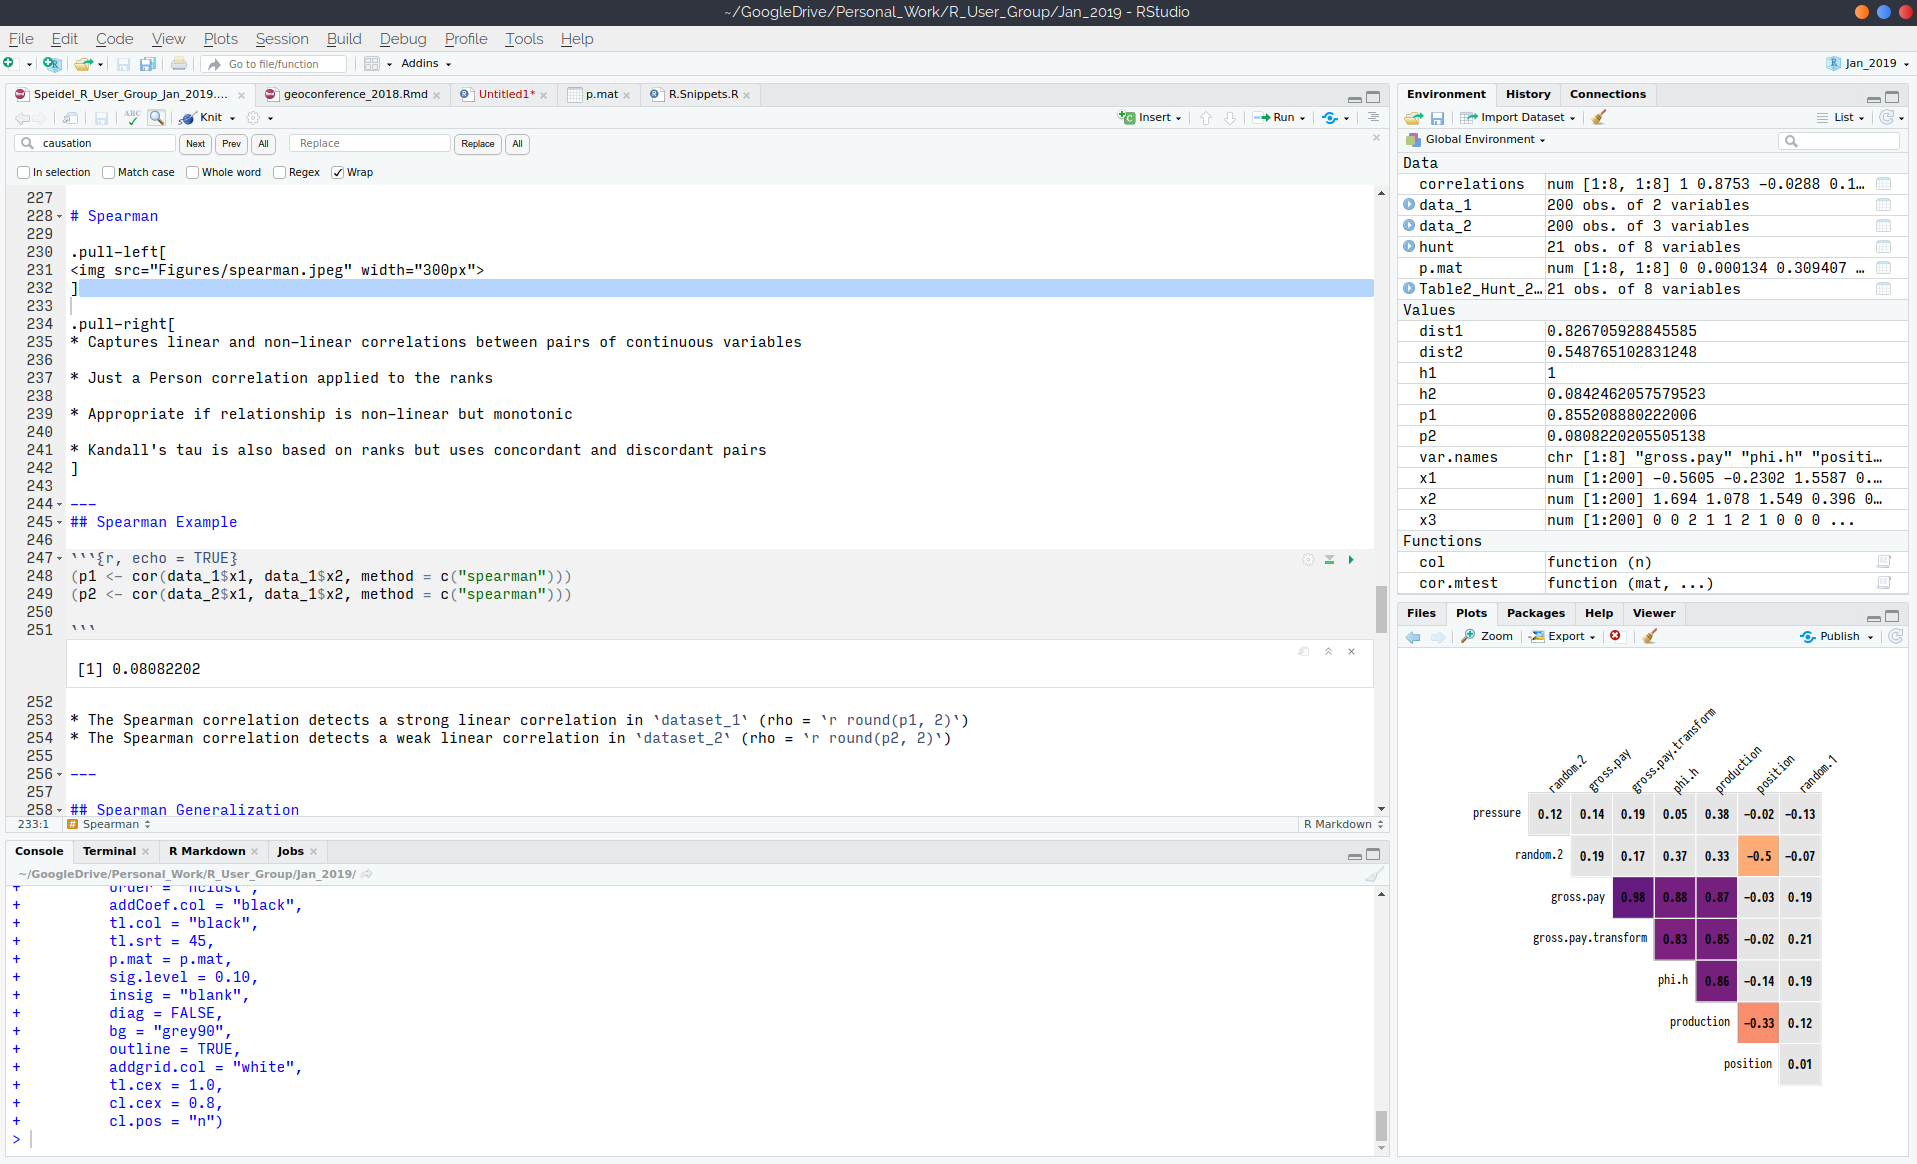 ~/GoogleDrive/Personal_Work/R_User_Group/Jan_2019 - RStudio
File Edit Code View Plots Session Build Debug Profile Tools Help
Go to file/function Addins Jan_2019
Speidel_R_User_Group_Jan_2019.... geoconference_2018.Rmd Untitled1* p.mat R.Snippets.R
ABC Knit Insert Run
causation Next Prev All Replace Replace All
In selection Match case Whole word Regex Wrap
227
228 # Spearman
229
230 .pull-left[
231 <img src="Figures/spearman.jpeg" width="300px">
232 ]
233
234 .pull-right[
235 * Captures linear and non-linear correlations between pairs of continuous variables
236
237 * Just a Person correlation applied to the ranks
238
239 * Appropriate if relationship is non-linear but monotonic
240
241 * Kandall's tau is also based on ranks but uses concordant and discordant pairs
242 ]
243
244 ---
245 ## Spearman Example
246
247 ```{r, echo = TRUE}
248 (p1 <- cor(data_1$x1, data_1$x2, method = c("spearman")))
249 (p2 <- cor(data_2$x1, data_1$x2, method = c("spearman")))
250
251 ```
[1] 0.08082202
252
253 * The Spearman correlation detects a strong linear correlation in `dataset_1` (rho = `r round(p1, 2)`)
254 * The Spearman correlation detects a weak linear correlation in `dataset_2` (rho = `r round(p2, 2)`)
255
256 ---
257
258 ## Spearman Generalization
233:1 # Spearman R Markdown
Console Terminal R Markdown Jobs
~/GoogleDrive/Personal_Work/R_User_Group/Jan_2019/
+ order = "hclust",
+ addCoef.col = "black",
+ tl.col = "black",
+ tl.srt = 45,
+ p.mat = p.mat,
+ sig.level = 0.10,
+ insig = "blank",
+ diag = FALSE,
+ bg = "grey90",
+ outline = TRUE,
+ addgrid.col = "white",
+ tl.cex = 1.0,
+ cl.cex = 0.8,
+ cl.pos = "n")
>
Environment History Connections
Import Dataset List
Global Environment
Data
correlations num [1:8, 1:8] 1 0.8753 -0.0288 0.1...
data_1 200 obs. of 2 variables
data_2 200 obs. of 3 variables
hunt 21 obs. of 8 variables
p.mat num [1:8, 1:8] 0 0.000134 0.309407 ...
Table2_Hunt_2... 21 obs. of 8 variables
Values
dist1 0.826705928845585
dist2 0.548765102831248
h1 1
h2 0.0842462057579523
p1 0.855208880222006
p2 0.0808220205505138
var.names chr [1:8] "gross.pay" "phi.h" "positi...
x1 num [1:200] -0.5605 -0.2302 1.5587 0...
x2 num [1:200] 1.694 1.078 1.549 0.396 0...
x3 num [1:200] 0 0 2 1 1 2 1 0 0 0 ...
Functions
col function (n)
cor.mtest function (mat, ...)
Files Plots Packages Help Viewer
Zoom Export Publish
random.2 gross.pay gross.pay.transform phi.h production position random.1
pressure 0.12 0.14 0.19 0.05 0.38 -0.02 -0.13
random.2 0.19 0.17 0.37 0.33 -0.5 -0.07
gross.pay 0.98 0.88 0.87 -0.03 0.19
gross.pay.transform 0.83 0.85 -0.02 0.21
phi.h 0.86 -0.14 0.19
production -0.33 0.12
position 0.01